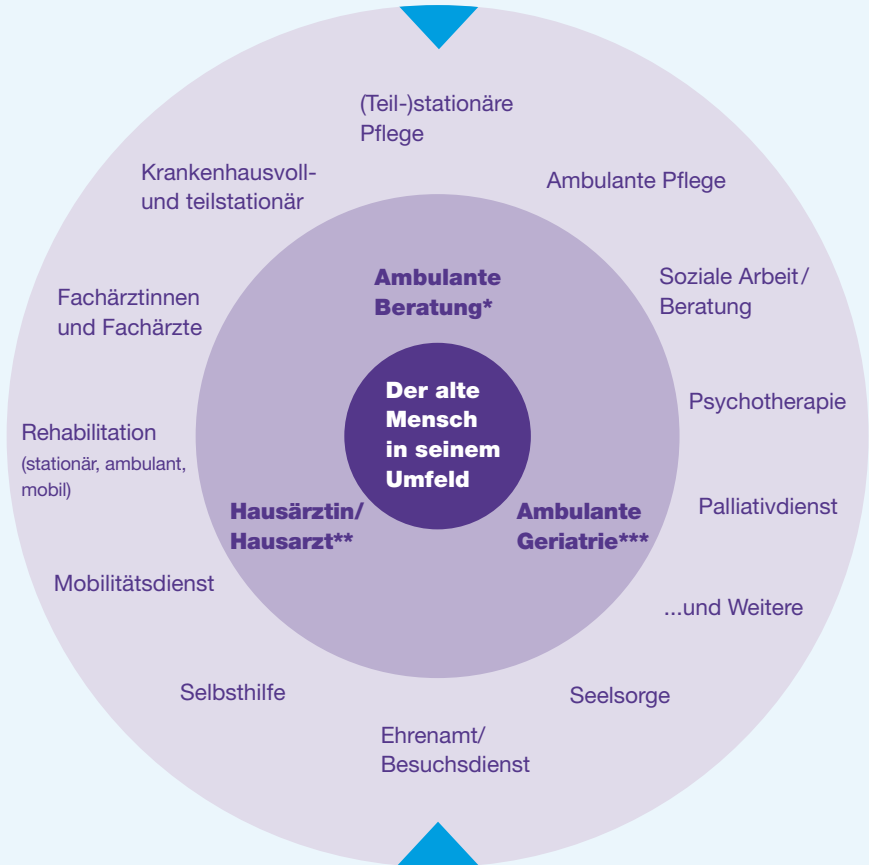 (Teil-)stationäre
Pflege
Krankenhausvoll-
und teilstationär
Ambulante Pflege
Fachärztinnen
und Fachärzte
Ambulante
Beratung*
Soziale Arbeit/
Beratung
Der alte
Mensch
in seinem
Umfeld
Psychotherapie
Rehabilitation
(stationär, ambulant,
mobil)
Hausärztin/
Hausarzt**
Ambulante
Geriatrie***
Palliativdienst
Mobilitätsdienst
...und Weitere
Selbsthilfe
Seelsorge
Ehrenamt/
Besuchsdienst